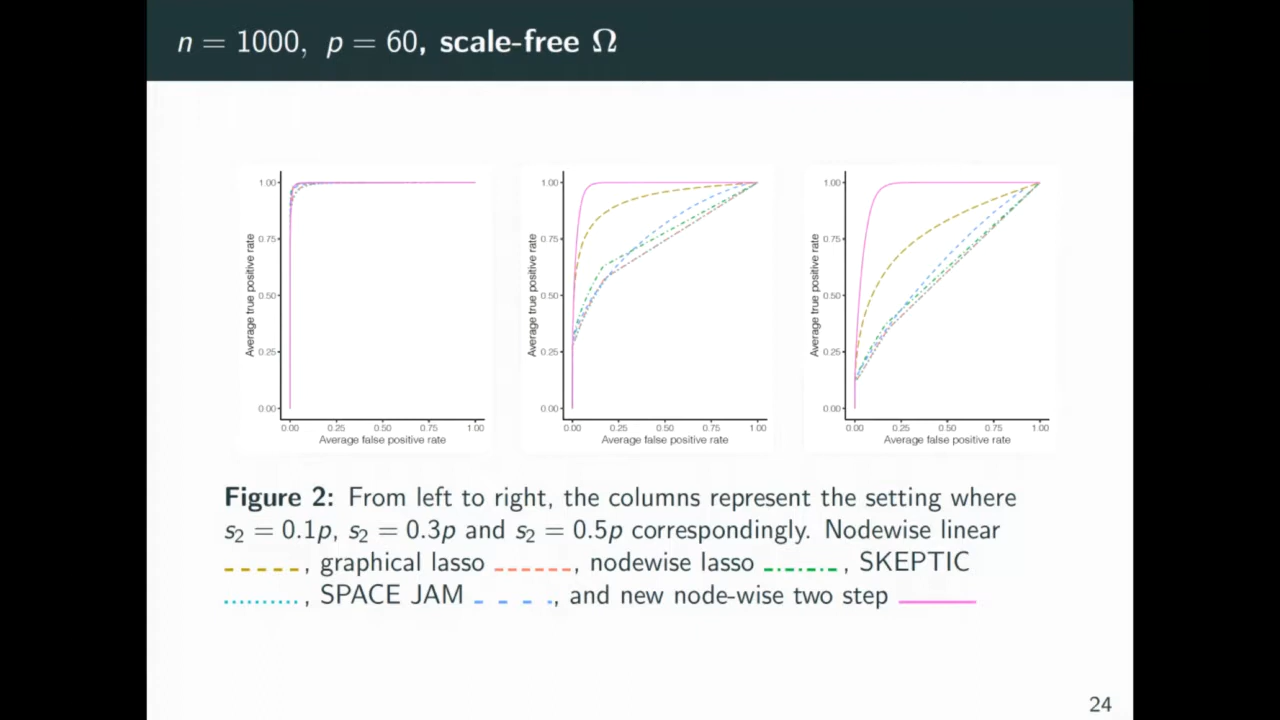 n = 1000, p = 60, scale-free Ω
1.00
0.75
0.50
0.25
0.00
Average true positive rate
0.00 0.25 0.50 0.75 1.00
Average false positive rate
1.00
0.75
0.50
0.25
0.00
Average true positive rate
0.00 0.25 0.50 0.75 1.00
Average false positive rate
1.00
0.75
0.50
0.25
0.00
Average true positive rate
0.00 0.25 0.50 0.75 1.00
Average false positive rate
Figure 2: From left to right, the columns represent the setting where
s₂ = 0.1p, s₂ = 0.3p and s₂ = 0.5p correspondingly. Nodewise linear
, graphical lasso , nodewise lasso , SKEPTIC
, SPACE JAM , and new node-wise two step
24